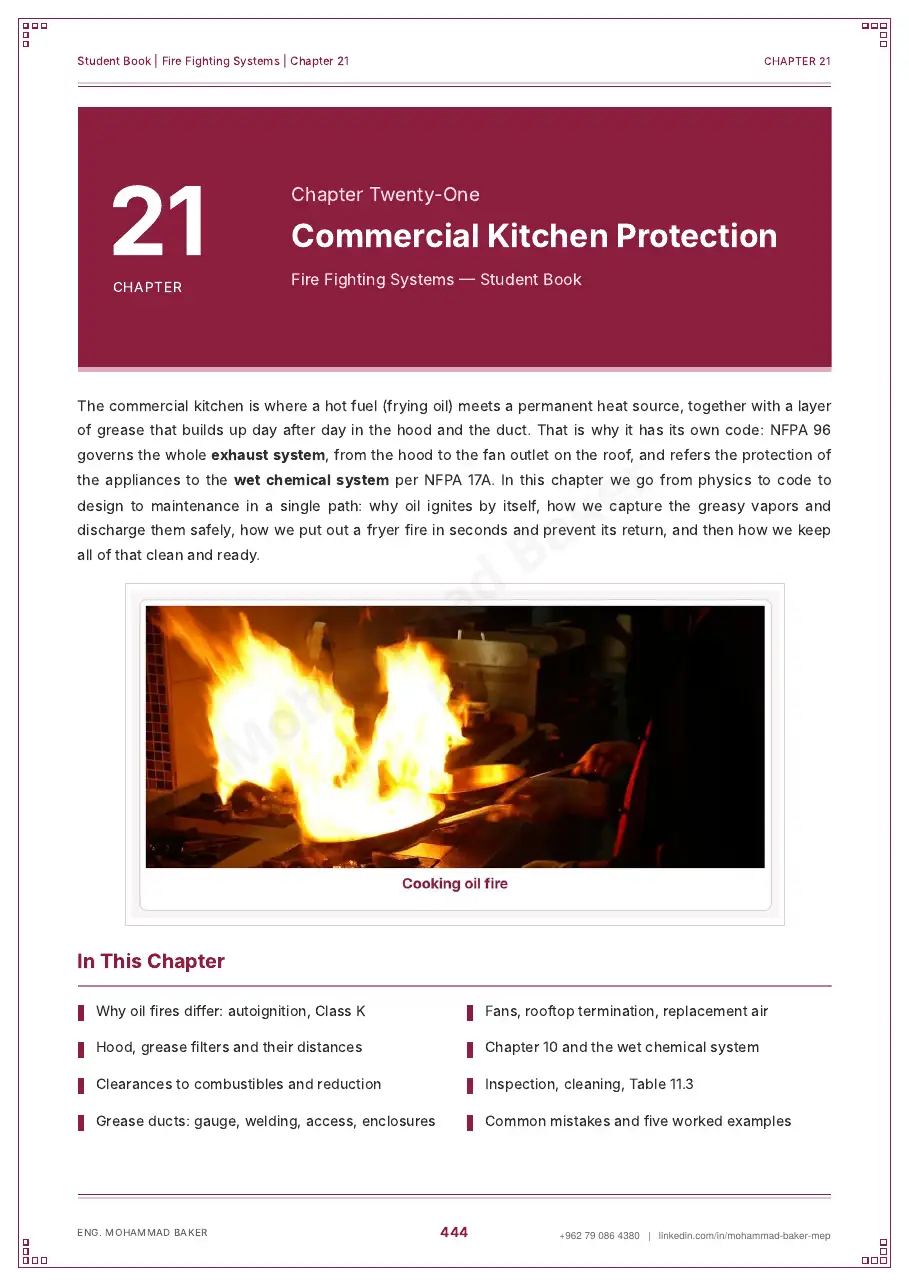 Student Book | Fire Fighting Systems | Chapter 21
CHAPTER 21
21
CHAPTER
Chapter Twenty-One
Commercial Kitchen Protection
Fire Fighting Systems — Student Book
The commercial kitchen is where a hot fuel (frying oil) meets a permanent heat source, together with a layer
of grease that builds up day after day in the hood and the duct. That is why it has its own code: NFPA 96
governs the whole exhaust system, from the hood to the fan outlet on the roof, and refers the protection of
the appliances to the wet chemical system per NFPA 17A. In this chapter we go from physics to code to
design to maintenance in a single path: why oil ignites by itself, how we capture the greasy vapors and
discharge them safely, how we put out a fryer fire in seconds and prevent its return, and then how we keep
all of that clean and ready.
Mohammad Baker
Cooking oil fire
In This Chapter
Why oil fires differ: autoignition, Class K
Hood, grease filters and their distances
Clearances to combustibles and reduction
Grease ducts: gauge, welding, access, enclosures
Fans, rooftop termination, replacement air
Chapter 10 and the wet chemical system
Inspection, cleaning, Table 11.3
Common mistakes and five worked examples
ENG. MOHAMMAD BAKER
444
+962 79 086 4380 | linkedin.com/in/mohammad-baker-mep